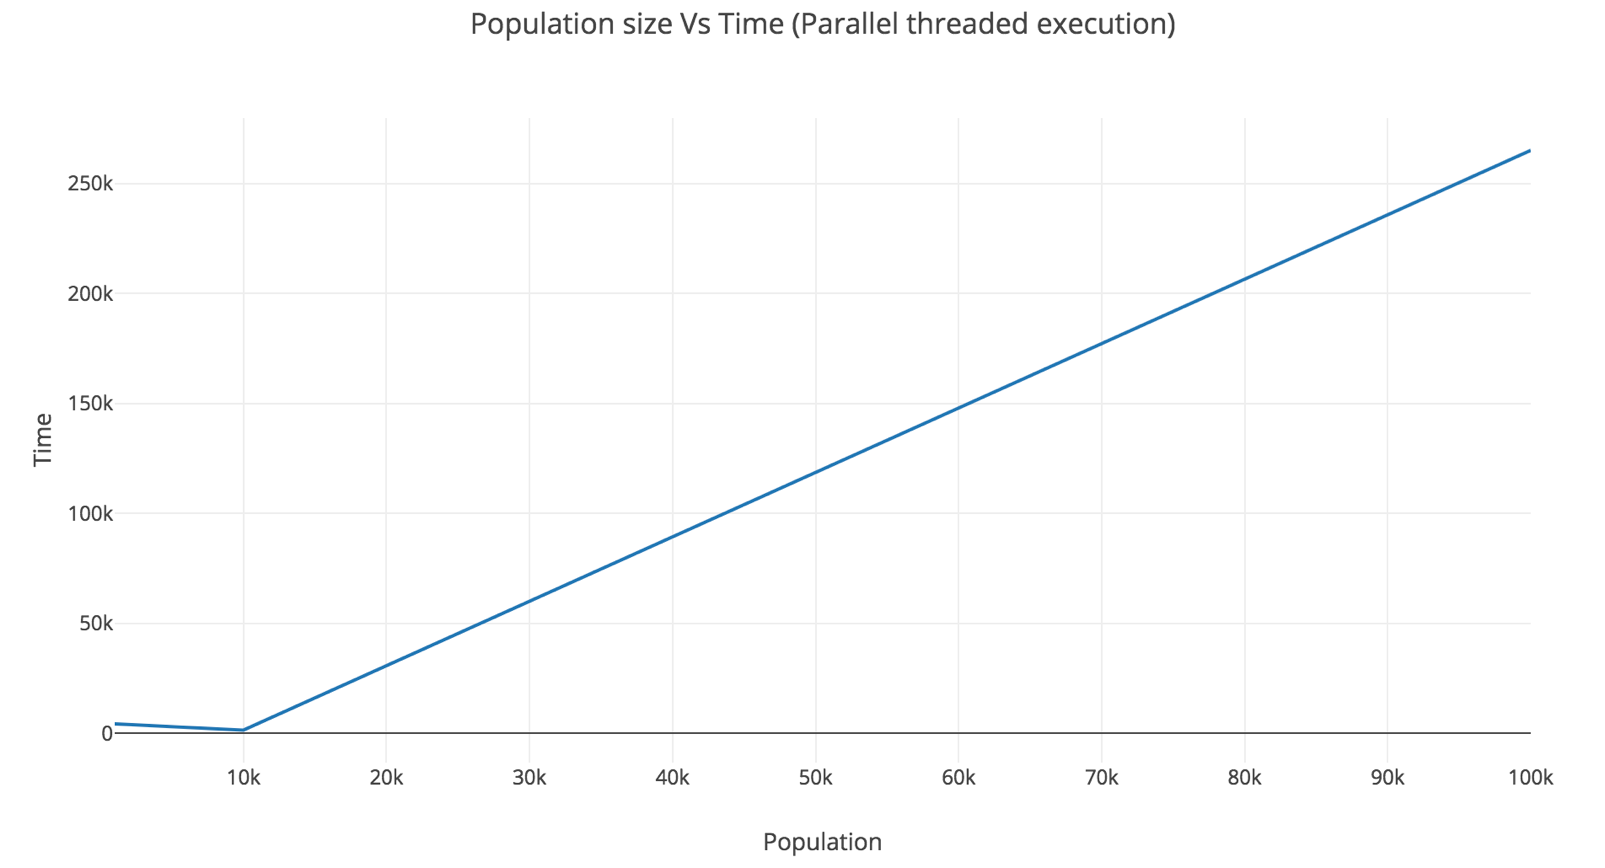 Population size Vs Time (Parallel threaded execution)
250k
200k
150k
100k
50k
0
Time
10k 20k 30k 40k 50k 60k 70k 80k 90k 100k
Population